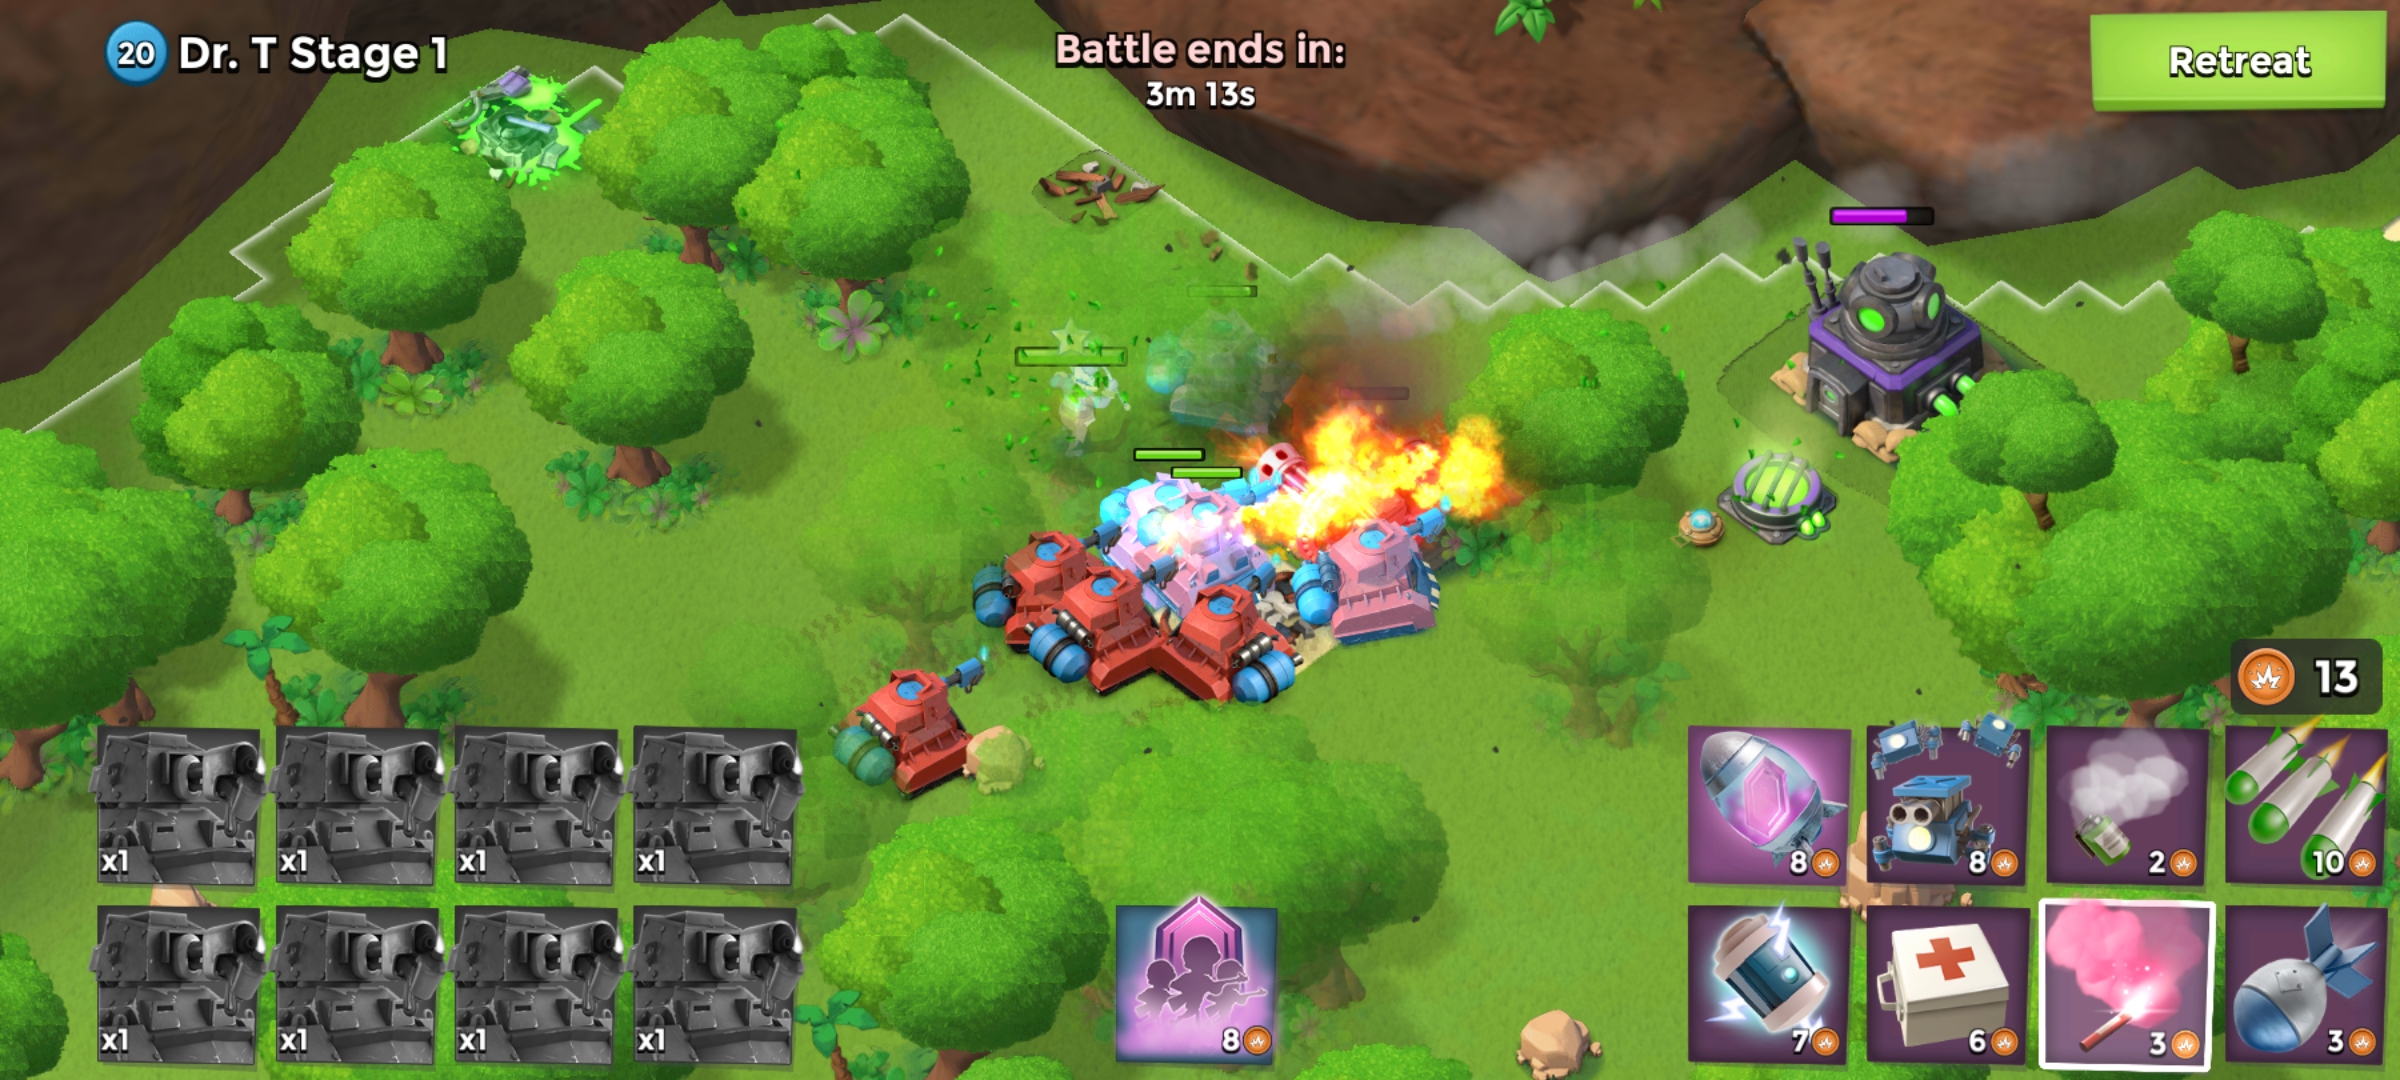 20 Dr. T Stage 1
Battle ends in:
3m 13s
Retreat
13
x1 x1 x1 x1
8 8 2 10
x1 x1 x1 x1
8
7 6 3 3